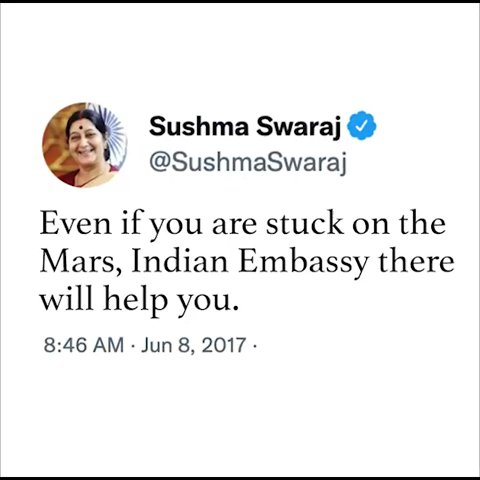 Sushma Swaraj
@SushmaSwaraj
Even if you are stuck on the
Mars, Indian Embassy there
will help you.
8:46 AM · Jun 8, 2017 ·